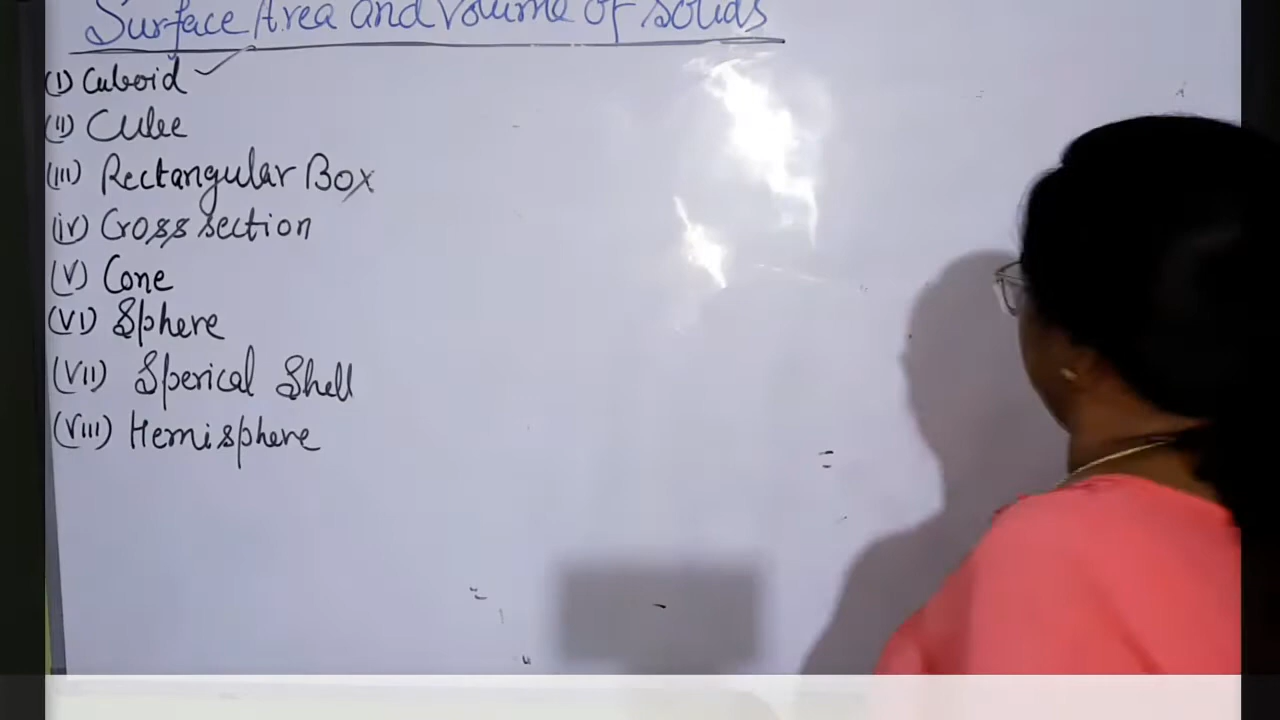 Surface Area and Volume of solids
(I) Cuboid ✓
(II) Cube
(III) Rectangular Box
(iv) Cross section
(V) Cone
(VI) Sphere
(VII) Sperical Shell
(VIII) Hemisphere